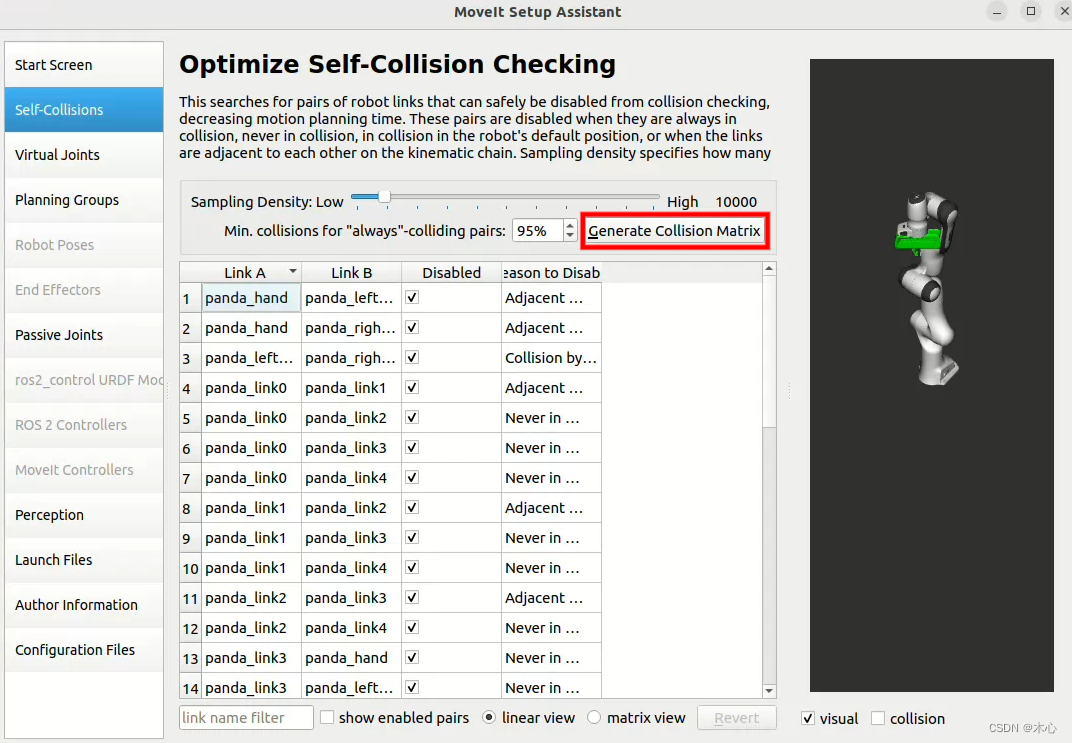 MoveIt Setup Assistant
Start Screen
Self-Collisions
Virtual Joints
Planning Groups
Robot Poses
End Effectors
Passive Joints
ros2_control URDF Mod
ROS 2 Controllers
MoveIt Controllers
Perception
Launch Files
Author Information
Configuration Files
Optimize Self-Collision Checking
This searches for pairs of robot links that can safely be disabled from collision checking,
decreasing motion planning time. These pairs are disabled when they are always in
collision, never in collision, in collision in the robot's default position, or when the links
are adjacent to each other on the kinematic chain. Sampling density specifies how many
Sampling Density: Low High 10000
Min. collisions for "always"-colliding pairs: 95% Generate Collision Matrix
Link A Link B Disabled eason to Disab
1 panda_hand panda_left... Adjacent ...
2 panda_hand panda_righ... Adjacent ...
3 panda_left... panda_righ... Collision by...
4 panda_link0 panda_link1 Adjacent ...
5 panda_link0 panda_link2 Never in ...
6 panda_link0 panda_link3 Never in ...
7 panda_link0 panda_link4 Never in ...
8 panda_link1 panda_link2 Adjacent ...
9 panda_link1 panda_link3 Never in ...
10 panda_link1 panda_link4 Never in ...
11 panda_link2 panda_link3 Adjacent ...
12 panda_link2 panda_link4 Never in ...
13 panda_link3 panda_hand Never in ...
14 panda_link3 panda_left... Never in ...
link name filter show enabled pairs linear view matrix view Revert
visual collision
CSDN @木心